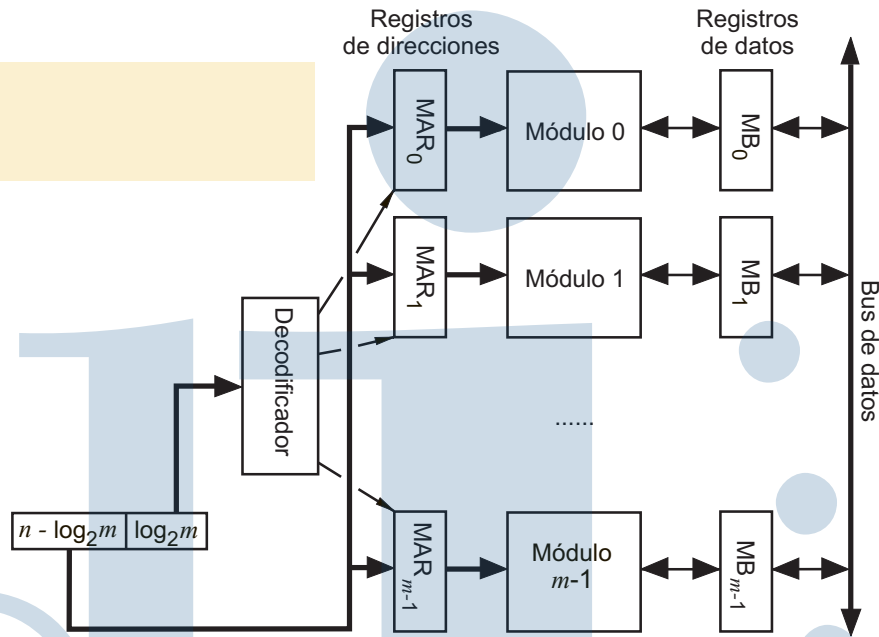 Registros
de direcciones
Registros
de datos
MAR0
Módulo 0
MB0
MAR1
Módulo 1
MB1
Bus de datos
Decodificador
......
n - log2m
log2m
MARm-1
Módulo
m-1
MBm-1